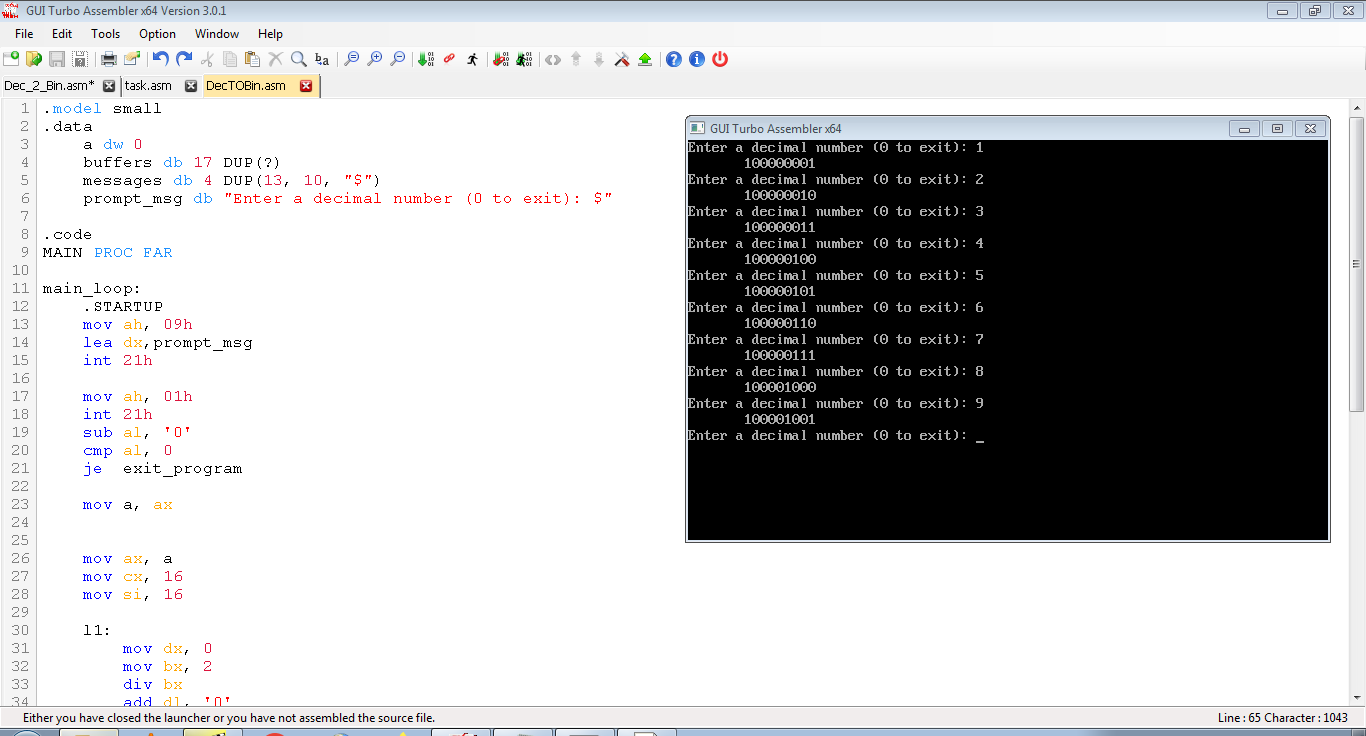 GUI Turbo Assembler x64 Version 3.0.1
File Edit Tools Option Window Help
Dec_2_Bin.asm* task.asm DecTOBin.asm
1 .model small
2 .data
3 a dw 0
4 buffers db 17 DUP(?)
5 messages db 4 DUP(13, 10, "$")
6 prompt_msg db "Enter a decimal number (0 to exit): $"
7
8 .code
9 MAIN PROC FAR
10
11 main_loop:
12 .STARTUP
13 mov ah, 09h
14 lea dx,prompt_msg
15 int 21h
16
17 mov ah, 01h
18 int 21h
19 sub al, '0'
20 cmp al, 0
21 je exit_program
22
23 mov a, ax
24
25
26 mov ax, a
27 mov cx, 16
28 mov si, 16
29
30 l1:
31 mov dx, 0
32 mov bx, 2
33 div bx
34 add dl, '0'
GUI Turbo Assembler x64
Enter a decimal number (0 to exit): 1
100000001
Enter a decimal number (0 to exit): 2
100000010
Enter a decimal number (0 to exit): 3
100000011
Enter a decimal number (0 to exit): 4
100000100
Enter a decimal number (0 to exit): 5
100000101
Enter a decimal number (0 to exit): 6
100000110
Enter a decimal number (0 to exit): 7
100000111
Enter a decimal number (0 to exit): 8
100001000
Enter a decimal number (0 to exit): 9
100001001
Enter a decimal number (0 to exit): _
Either you have closed the launcher or you have not assembled the source file.
Line : 65 Character : 1043